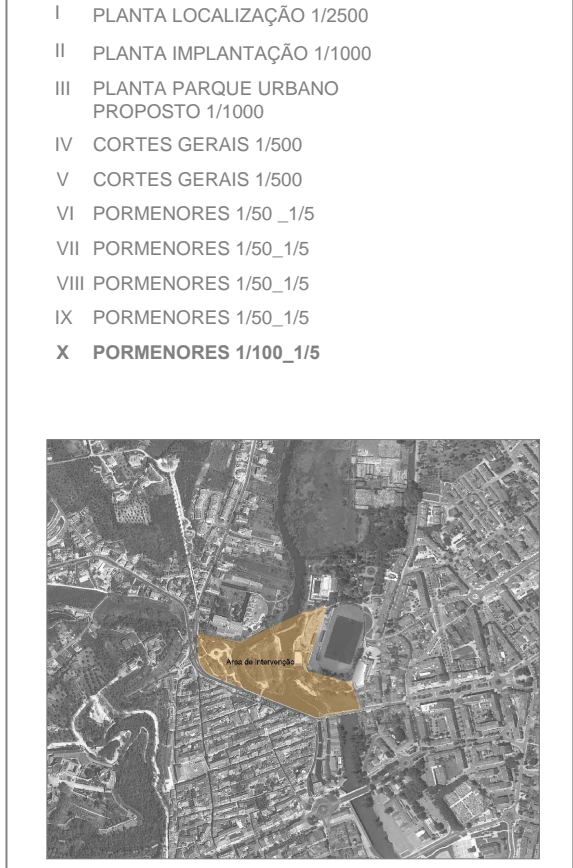 I PLANTA LOCALIZAÇÃO 1/2500
II PLANTA IMPLANTAÇÃO 1/1000
III PLANTA PARQUE URBANO
PROPOSTO 1/1000
IV CORTES GERAIS 1/500
V CORTES GERAIS 1/500
VI PORMENORES 1/50 _1/5
VII PORMENORES 1/50_1/5
VIII PORMENORES 1/50_1/5
IX PORMENORES 1/50_1/5
X PORMENORES 1/100_1/5
Area de Intervenção